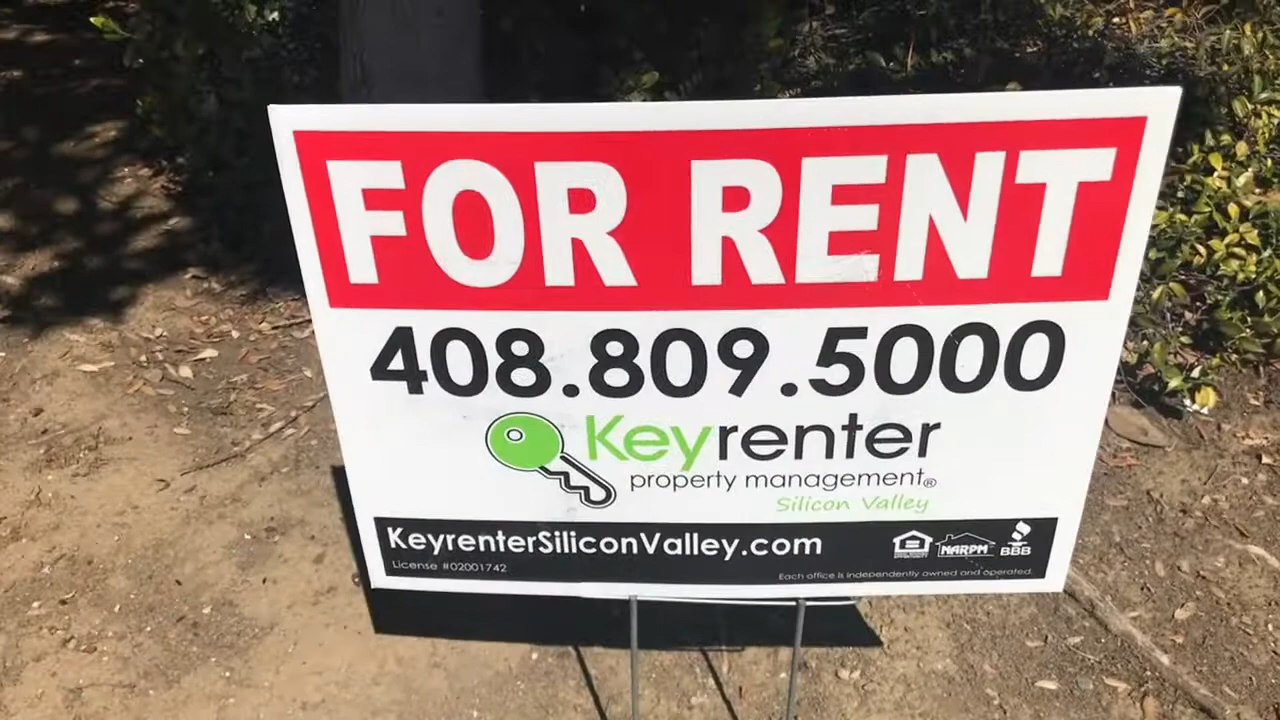 FOR RENT
408.809.5000
Keyrenter
property management®
Silicon Valley
KeyrenterSiliconValley.com
NARPM
BBB
License #02001742
Each office is independently owned and operated.